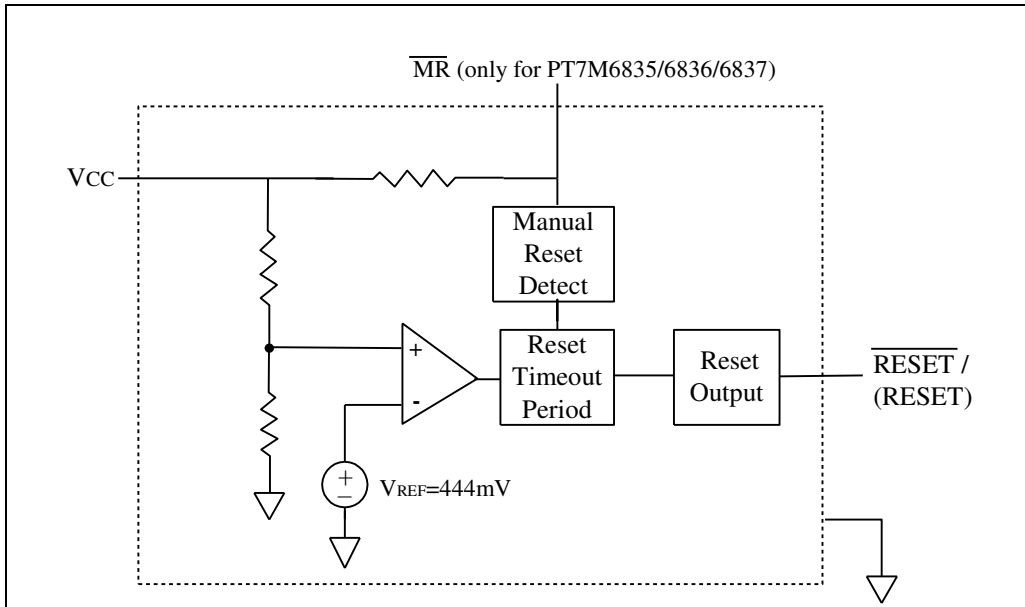 MR (only for PT7M6835/6836/6837)
VCC
Manual
Reset
Detect
+
-
Reset
Timeout
Period
Reset
Output
RESET /
(RESET)
+
−
VREF=444mV